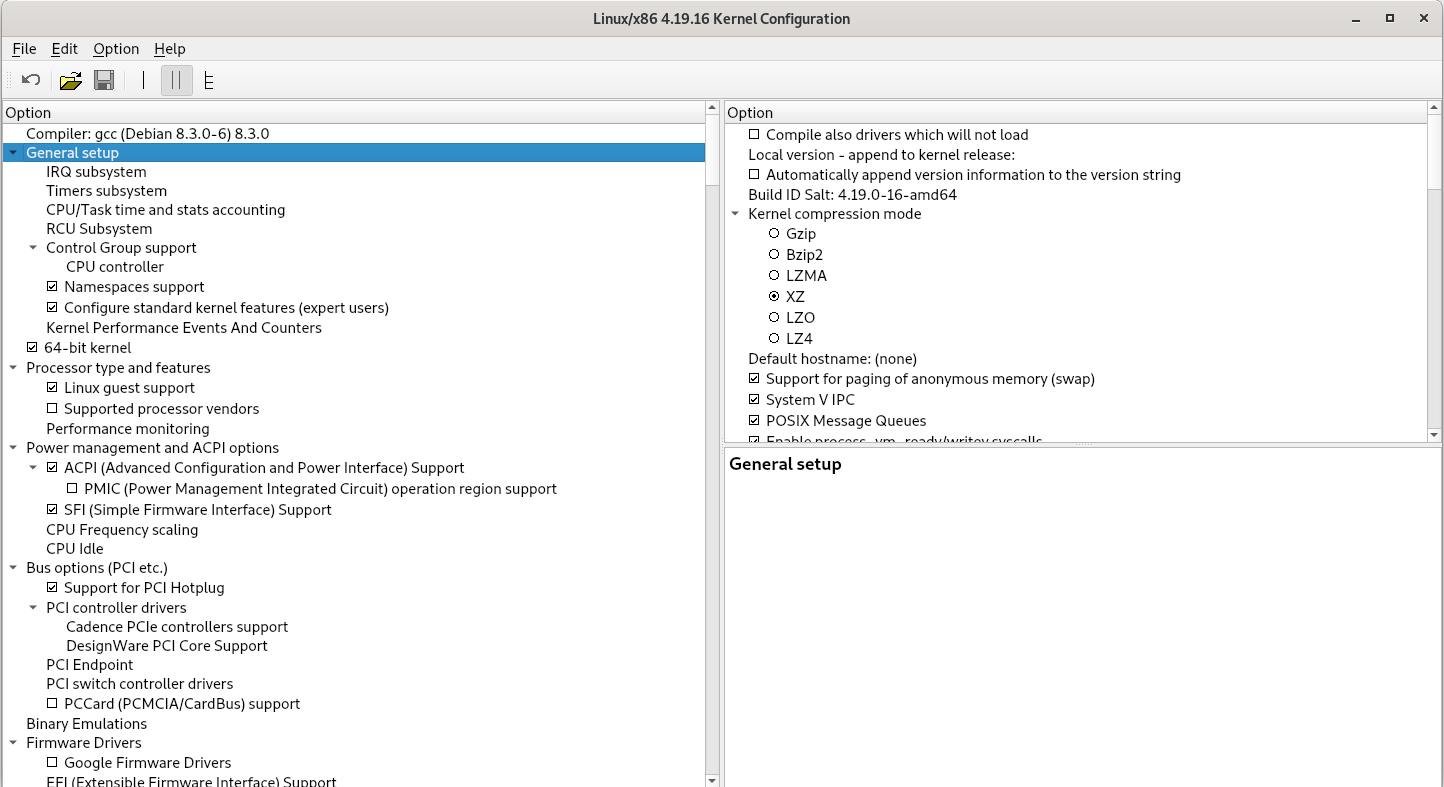 Linux/x86 4.19.16 Kernel Configuration
File Edit Option Help
Option
Compiler: gcc (Debian 8.3.0-6) 8.3.0
General setup
IRQ subsystem
Timers subsystem
CPU/Task time and stats accounting
RCU Subsystem
Control Group support
CPU controller
Namespaces support
Configure standard kernel features (expert users)
Kernel Performance Events And Counters
64-bit kernel
Processor type and features
Linux guest support
Supported processor vendors
Performance monitoring
Power management and ACPI options
ACPI (Advanced Configuration and Power Interface) Support
PMIC (Power Management Integrated Circuit) operation region support
SFI (Simple Firmware Interface) Support
CPU Frequency scaling
CPU Idle
Bus options (PCI etc.)
Support for PCI Hotplug
PCI controller drivers
Cadence PCIe controllers support
DesignWare PCI Core Support
PCI Endpoint
PCI switch controller drivers
PCCard (PCMCIA/CardBus) support
Binary Emulations
Firmware Drivers
Google Firmware Drivers
EFI (Extensible Firmware Interface) Support
Option
Compile also drivers which will not load
Local version - append to kernel release:
Automatically append version information to the version string
Build ID Salt: 4.19.0-16-amd64
Kernel compression mode
Gzip
Bzip2
LZMA
XZ
LZO
LZ4
Default hostname: (none)
Support for paging of anonymous memory (swap)
System V IPC
POSIX Message Queues
Enable process_vm_ready/writev syscalls
General setup